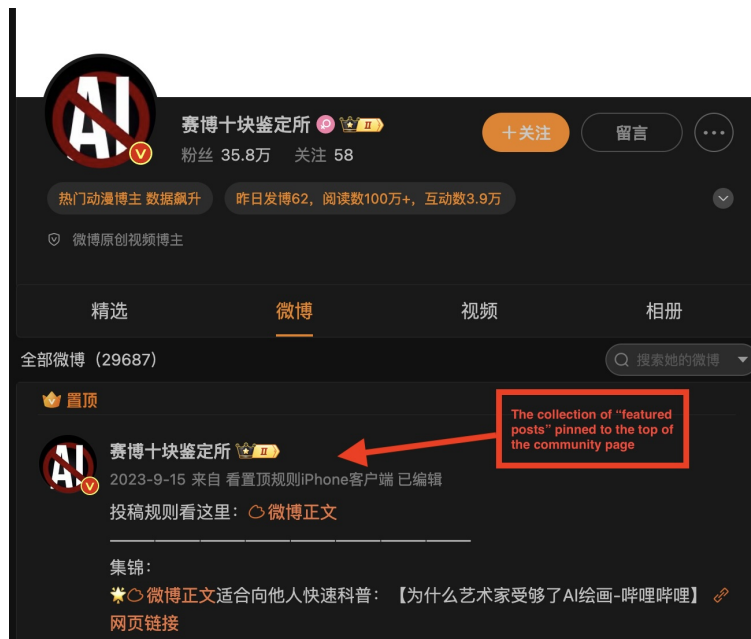 AI
赛博十块鉴定所 II
粉丝 35.8万 关注 58
+关注
留言
热门动漫博主 数据飙升
昨日发博62，阅读数100万+，互动数3.9万
微博原创视频博主
精选
微博
视频
相册
全部微博（29687）
搜索她的微博
置顶
The collection of “featured
posts” pinned to the top of
the community page
AI
赛博十块鉴定所 II
2023-9-15 来自 看置顶规则iPhone客户端 已编辑
投稿规则看这里：微博正文
————————————————
集锦：
🌟微博正文适合向他人快速科普：【为什么艺术家受够了AI绘画-哔哩哔哩】
网页链接